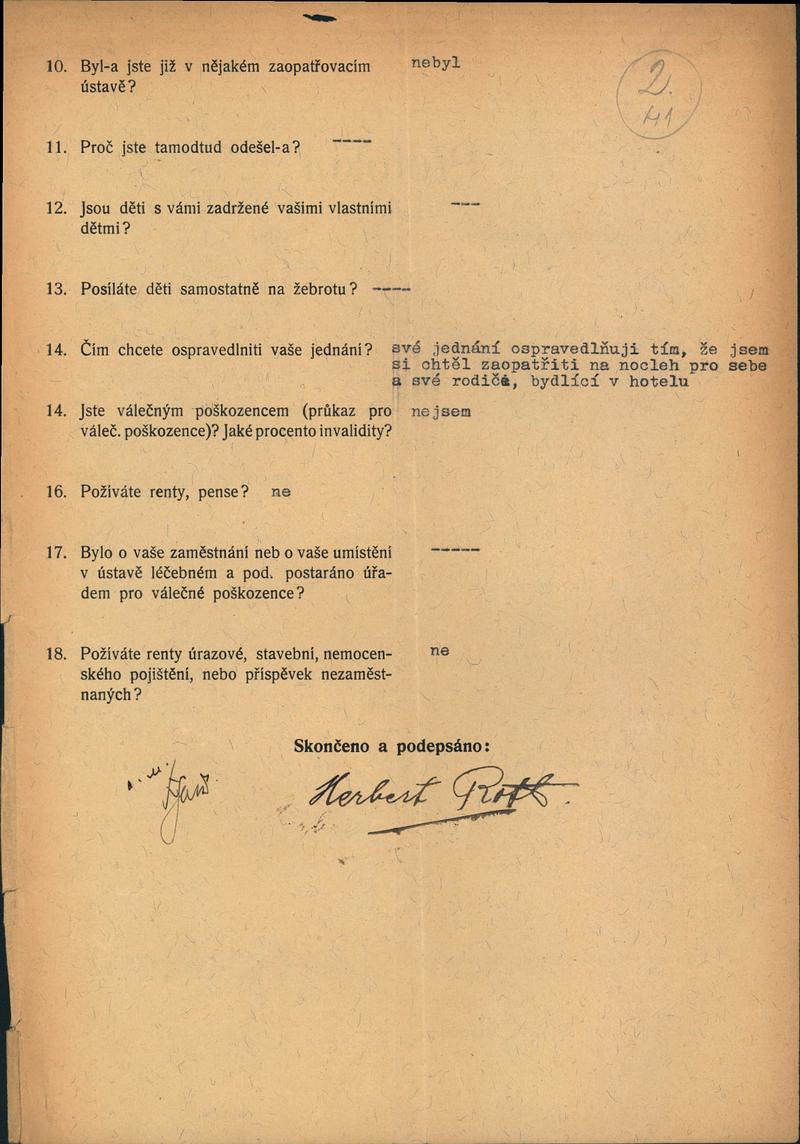 10. Byl-a jste již v nějakém zaopatřovacím nebyl
ústavě?
2.
41
11. Proč jste tamodtud odešel-a? -----
12. Jsou děti s vámi zadržené vašimi vlastními ---
dětmi?
13. Posíláte děti samostatně na žebrotu? -----
14. Čím chcete ospravedlniti vaše jednání? své jednání ospravedlňuji tím, že jsem
si chtěl zaopatřiti na nocleh pro sebe
a své rodiče, bydlící v hotelu
14. Jste válečným poškozencem (průkaz pro nejsem
váleč. poškozence)? Jaké procento invalidity?
16. Požíváte renty, pense? ne
17. Bylo o vaše zaměstnání neb o vaše umístění -----
v ústavě léčebném a pod. postaráno úřa-
dem pro válečné poškozence?
18. Požíváte renty úrazové, stavební, nemocen- ne
ského pojištění, nebo příspěvek nezaměst-
naných?
Skončeno a podepsáno:
Herbert Roth.